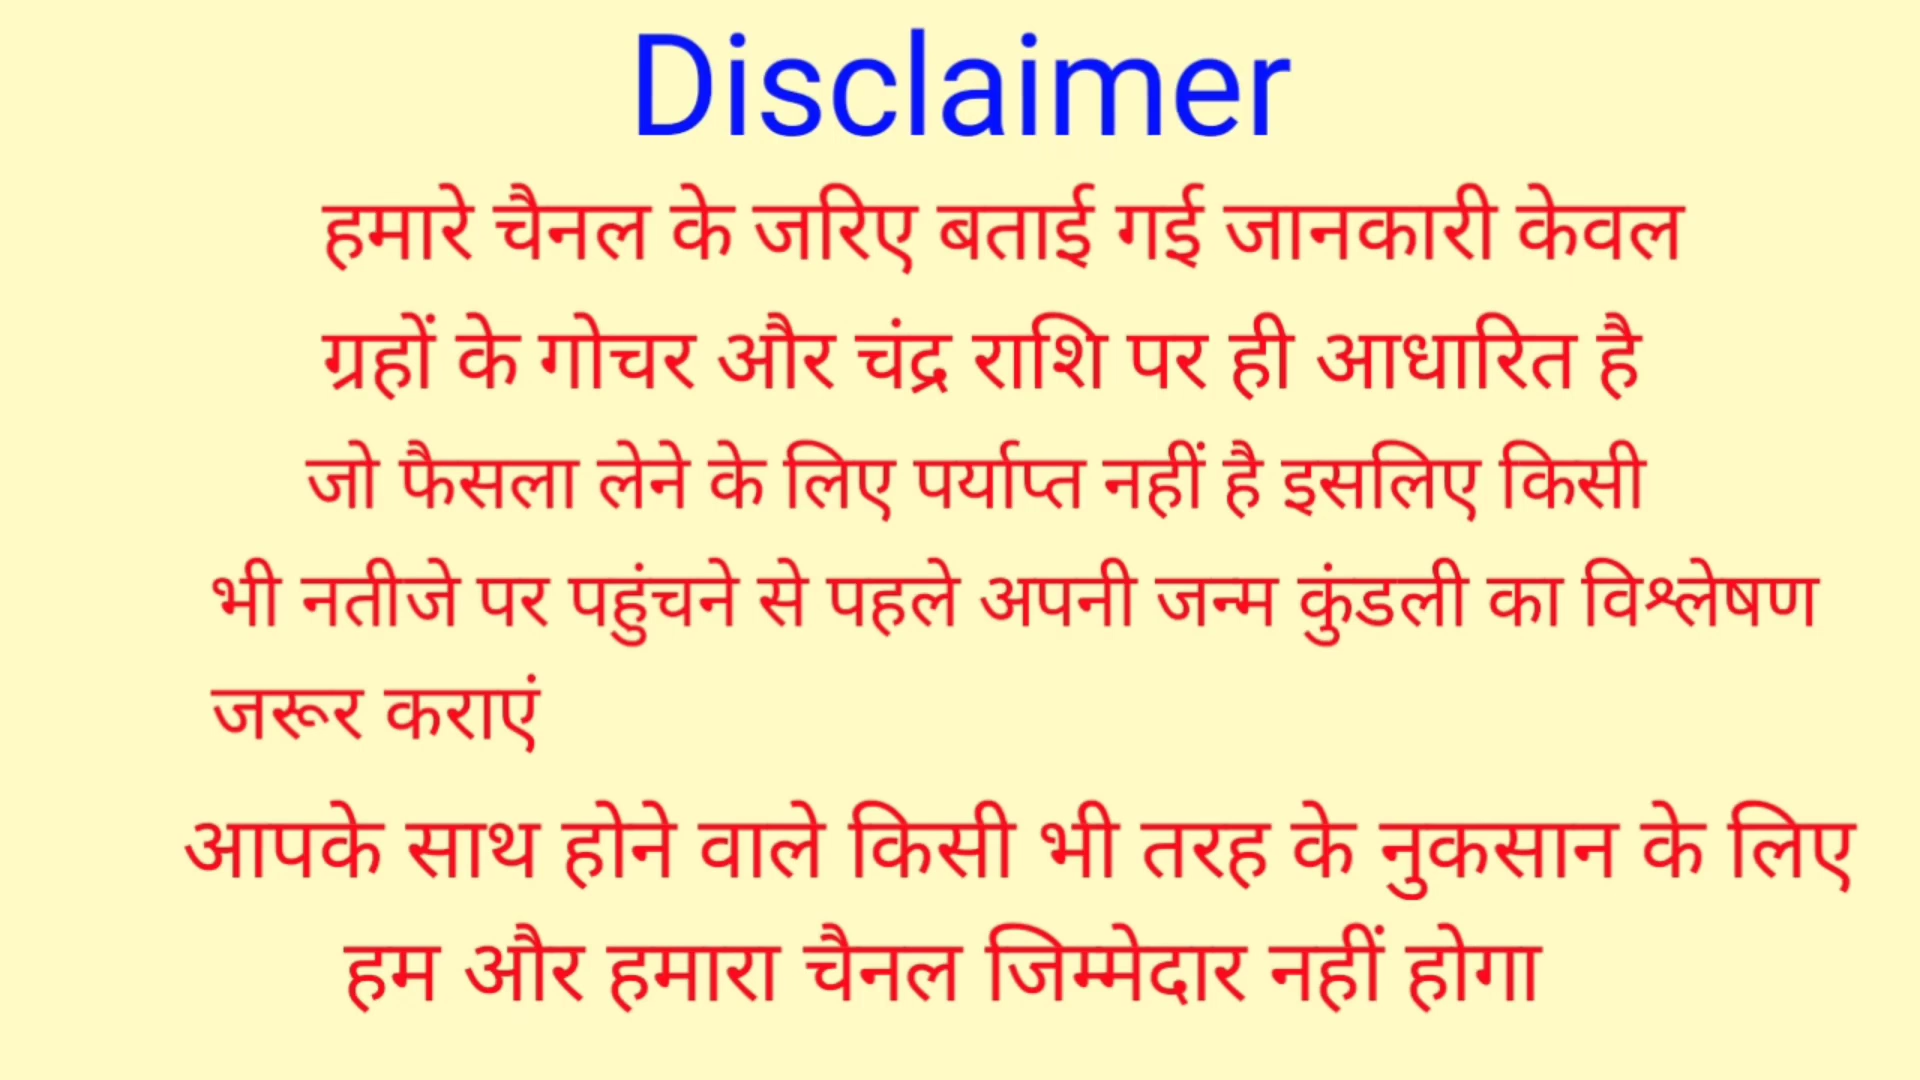 Disclaimer
हमारे चैनल के जरिए बताई गई जानकारी केवल
ग्रहों के गोचर और चंद्र राशि पर ही आधारित है
जो फैसला लेने के लिए पर्याप्त नहीं है इसलिए किसी
भी नतीजे पर पहुंचने से पहले अपनी जन्म कुंडली का विश्लेषण
जरूर कराएं
आपके साथ होने वाले किसी भी तरह के नुकसान के लिए
हम और हमारा चैनल जिम्मेदार नहीं होगा